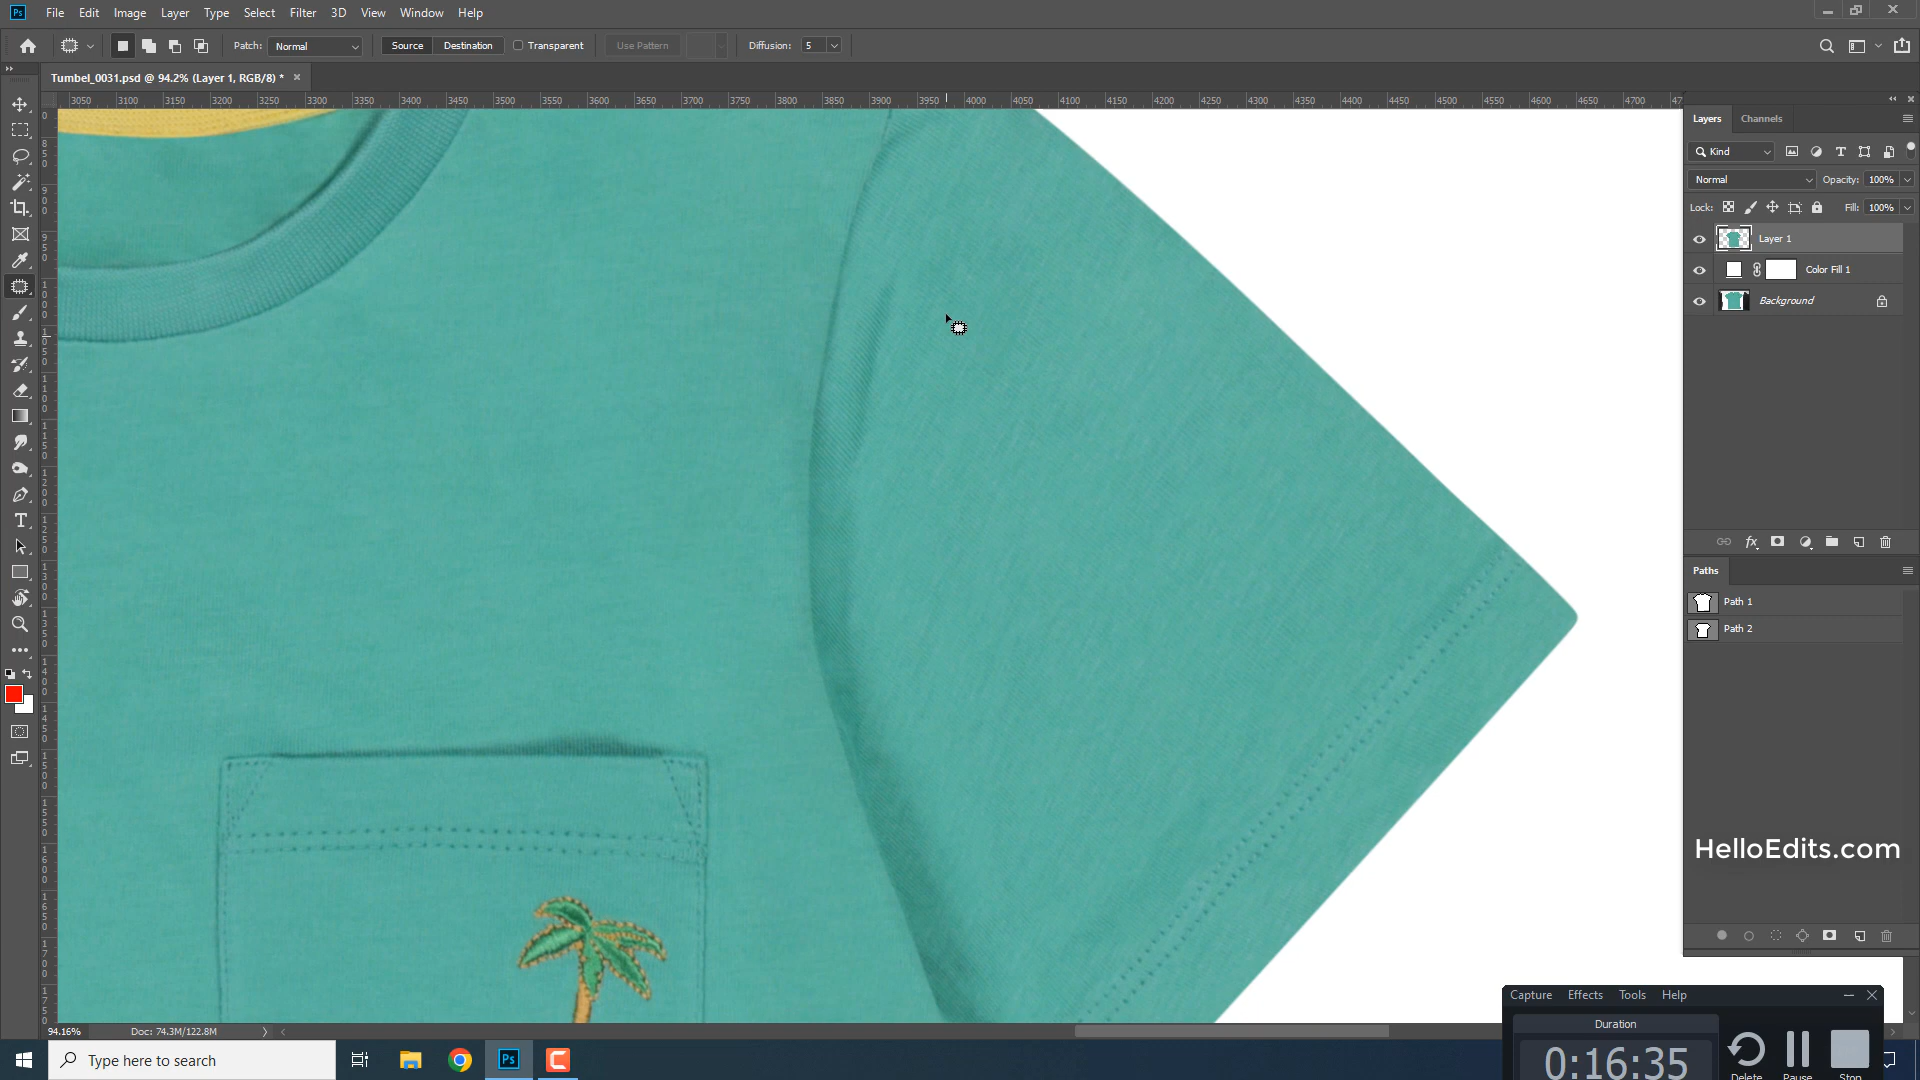 Ps File Edit Image Layer Type Select Filter 3D View Window Help
Patch: Normal Source Destination Transparent Use Pattern Diffusion: 5
Tumbel_0031.psd @ 94.2% (Layer 1, RGB/8) * ×
3050 3100 3150 3200 3250 3300 3350 3400 3450 3500 3550 3600 3650 3700 3750 3800 3850 3900 3950 4000 4050 4100 4150 4200 4250 4300 4350 4400 4450 4500 4550 4600 4650 4700 47
Layers Channels
Kind
Normal Opacity: 100%
Lock: Fill: 100%
Layer 1
Color Fill 1
Background
Paths
Path 1
Path 2
HelloEdits.com
Capture Effects Tools Help
Duration
0:16:35
Delete Pause Stop
94.16% Doc: 74.3M/122.8M
Type here to search
Ps